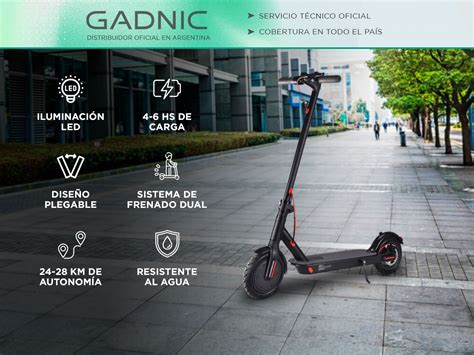 GADNIC
DISTRIBUIDOR OFICIAL EN ARGENTINA
SERVICIO TÉCNICO OFICIAL
COBERTURA EN TODO EL PAÍS
LED
ILUMINACIÓN
LED
4-6 HS DE
CARGA
DISEÑO
PLEGABLE
SISTEMA DE
FRENADO DUAL
24-28 KM DE
AUTONOMÍA
RESISTENTE
AL AGUA